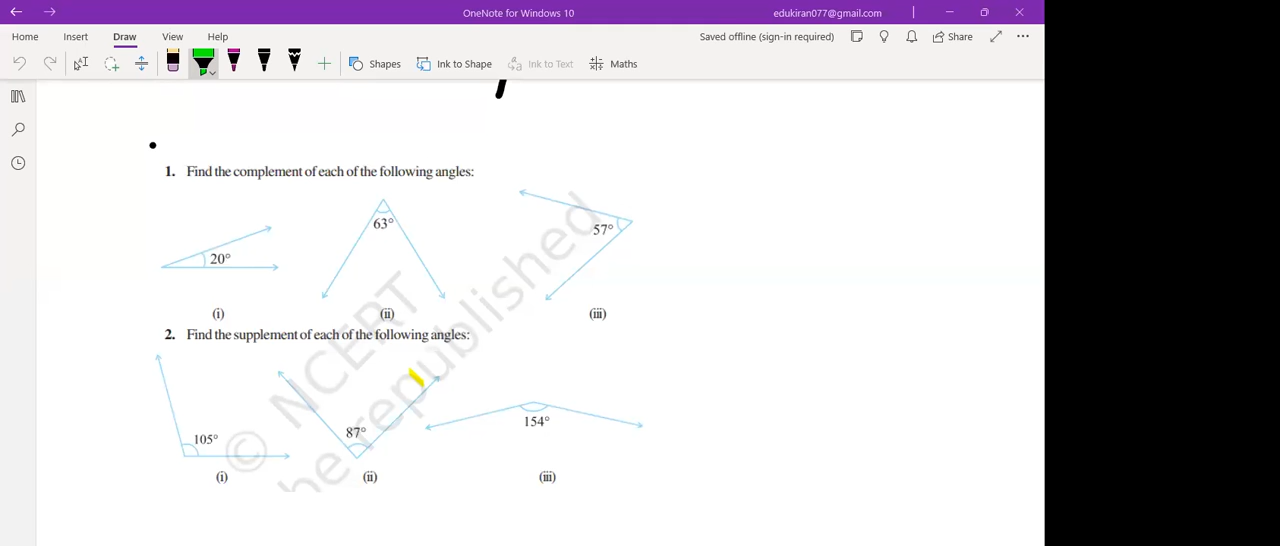 OneNote for Windows 10
edukiran077@gmail.com
Home Insert Draw View Help
Saved offline (sign-in required)
Share
Shapes
Ink to Shape
Ink to Text
Maths
1. Find the complement of each of the following angles:
20°
63°
57°
(i) (ii) (iii)
2. Find the supplement of each of the following angles:
105°
87°
154°
(i) (ii) (iii)
© NCERT
be republished